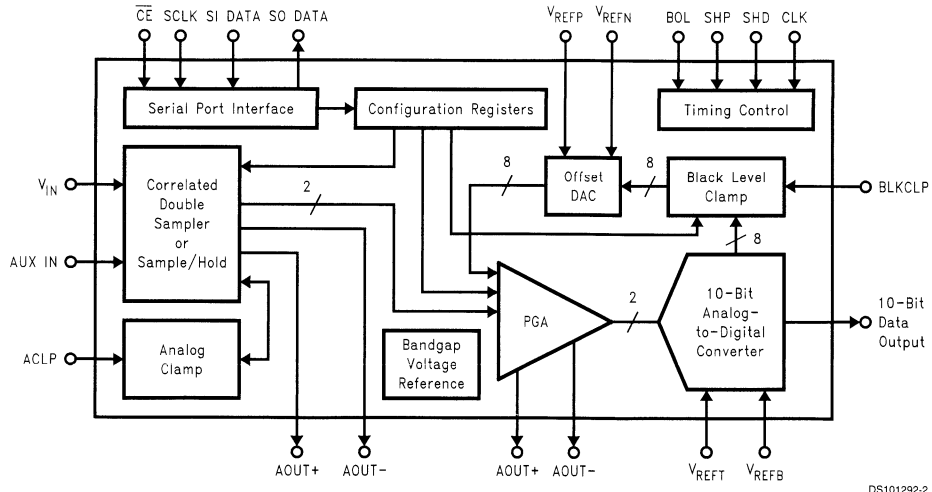 CE SCLK SI DATA SO DATA
VREFP VREFN
BOL SHP SHD CLK
Serial Port Interface
Configuration Registers
Timing Control
VIN
Correlated
Double
Sampler
or
Sample/Hold
2
8
Offset
DAC
8
Black Level
Clamp
BLKCLP
8
AUX IN
PGA
2
10-Bit
Analog-
to-Digital
Converter
10-Bit
Data
Output
ACLP
Analog
Clamp
Bandgap
Voltage
Reference
AOUT+ AOUT-
AOUT+ AOUT-
VREFT VREFB
DS101292-2